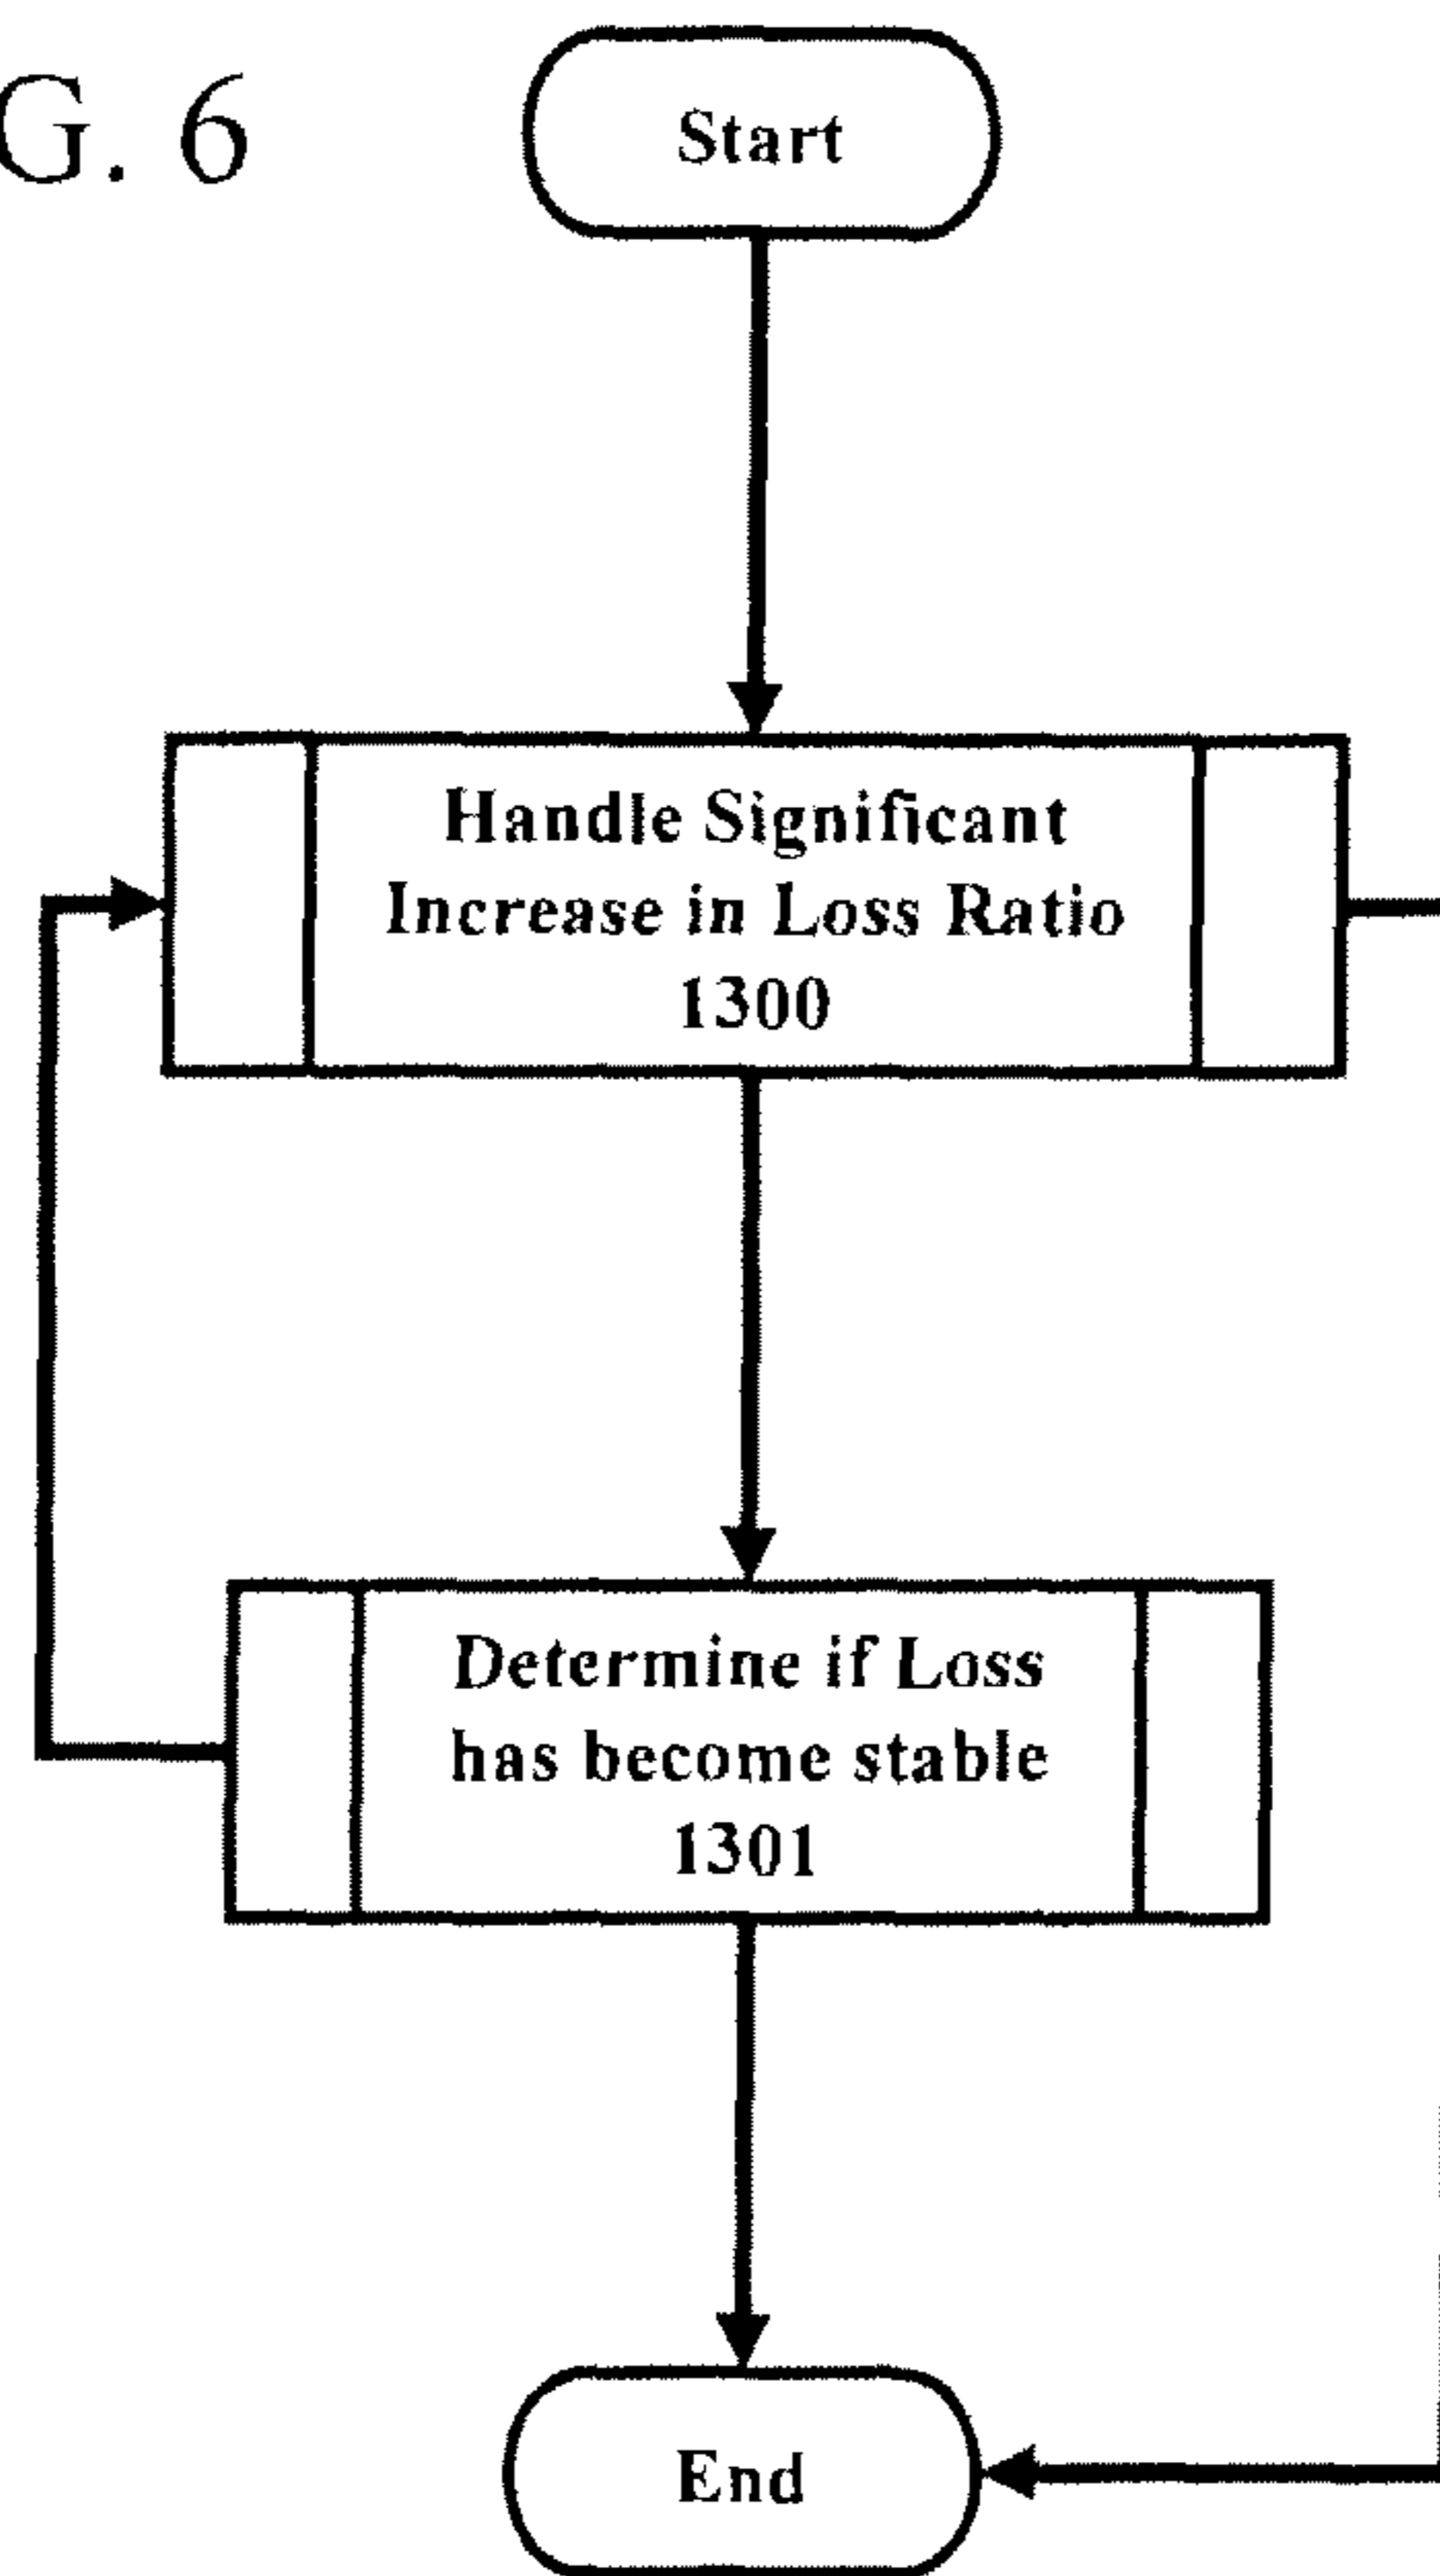 G. 6
Start
Handle Significant
Increase in Loss Ratio
1300
Determine if Loss
has become stable
1301
End